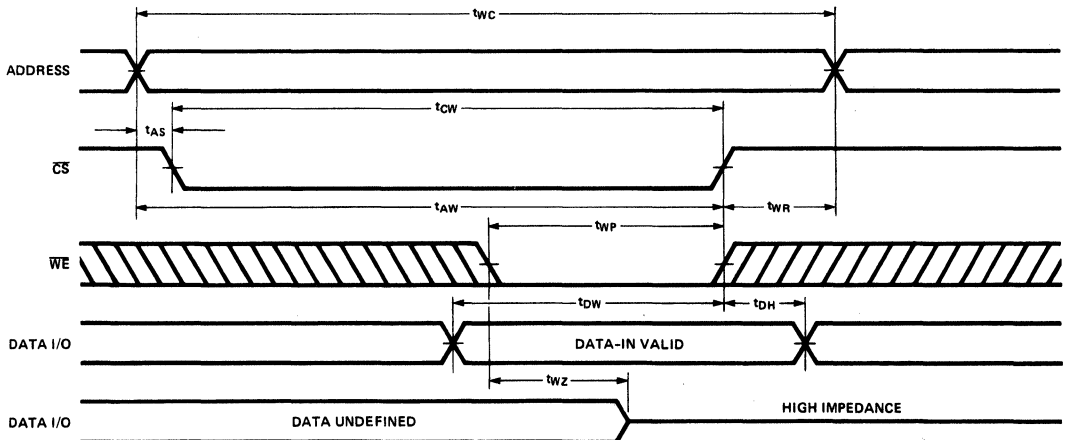 tWC
ADDRESS
tCW
tAS
CS
tAW
tWR
tWP
WE
tDW
tDH
DATA I/O
DATA-IN VALID
tWZ
HIGH IMPEDANCE
DATA I/O
DATA UNDEFINED